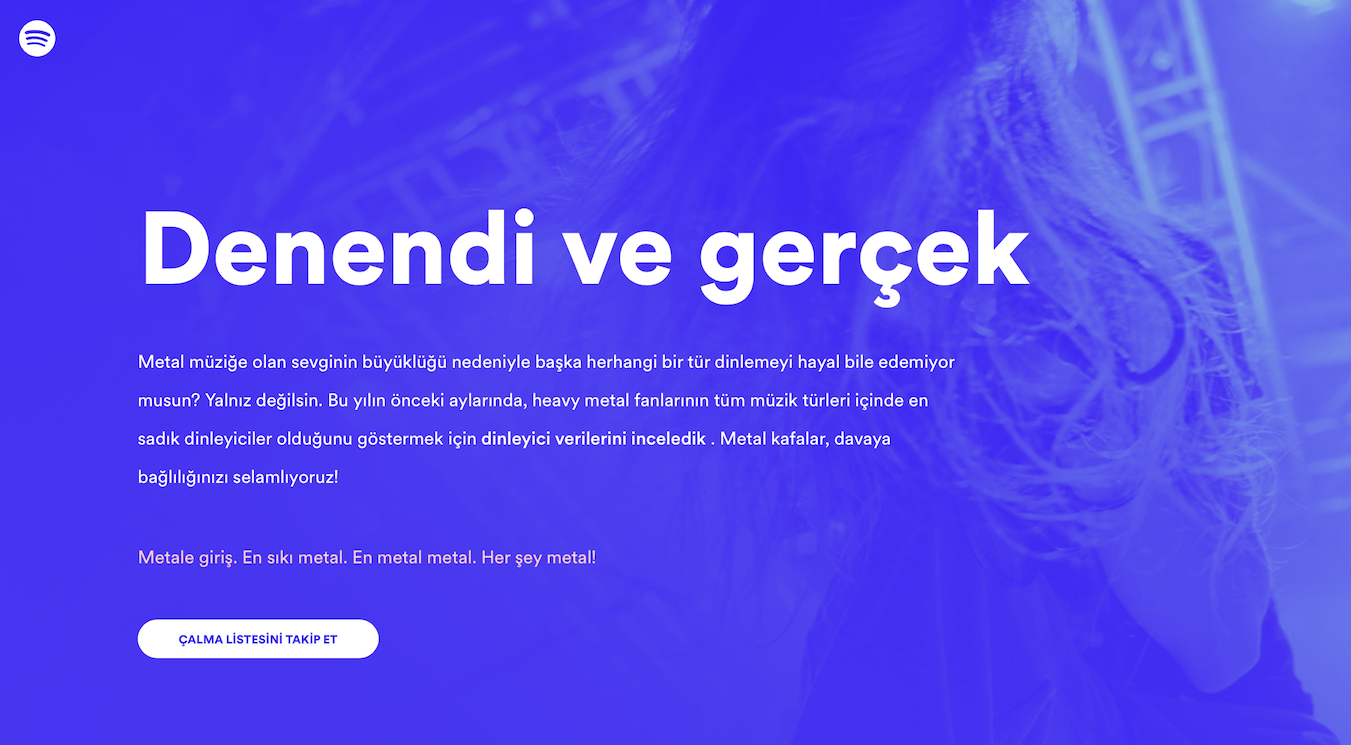 Denendi ve gerçek
Metal müziğe olan sevginin büyüklüğü nedeniyle başka herhangi bir tür dinlemeyi hayal bile edemiyor
musun? Yalnız değilsin. Bu yılın önceki aylarında, heavy metal fanlarının tüm müzik türleri içinde en
sadık dinleyiciler olduğunu göstermek için dinleyici verilerini inceledik . Metal kafalar, davaya
bağlılığınızı selamlıyoruz!
Metale giriş. En sıkı metal. En metal metal. Her şey metal!
ÇALMA LİSTESİNİ TAKİP ET